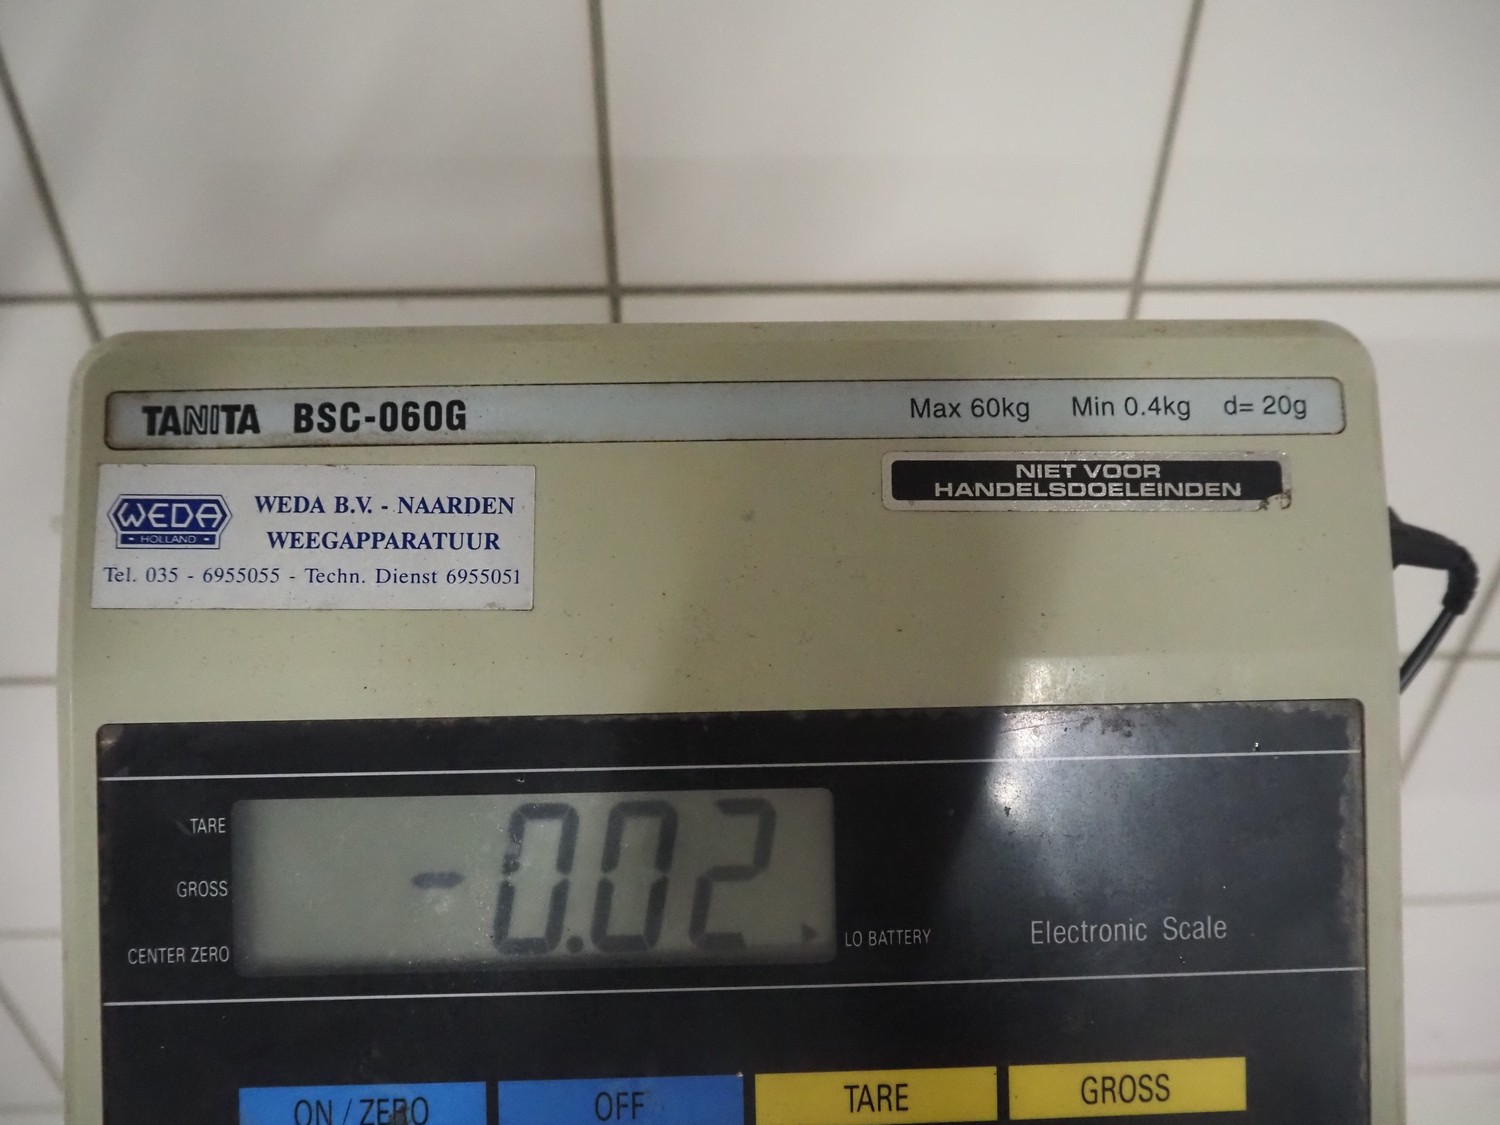 TANITA BSC-060G
Max 60kg Min 0.4kg d= 20g
NIET VOOR
HANDELSDOELEINDEN
WEDA
HOLLAND
WEDA B.V. - NAARDEN
WEEGAPPARATUUR
Tel. 035 - 6955055 - Techn. Dienst 6955051
TARE
GROSS
CENTER ZERO
-0.02
LO BATTERY
Electronic Scale
ON / ZERO
OFF
TARE
GROSS